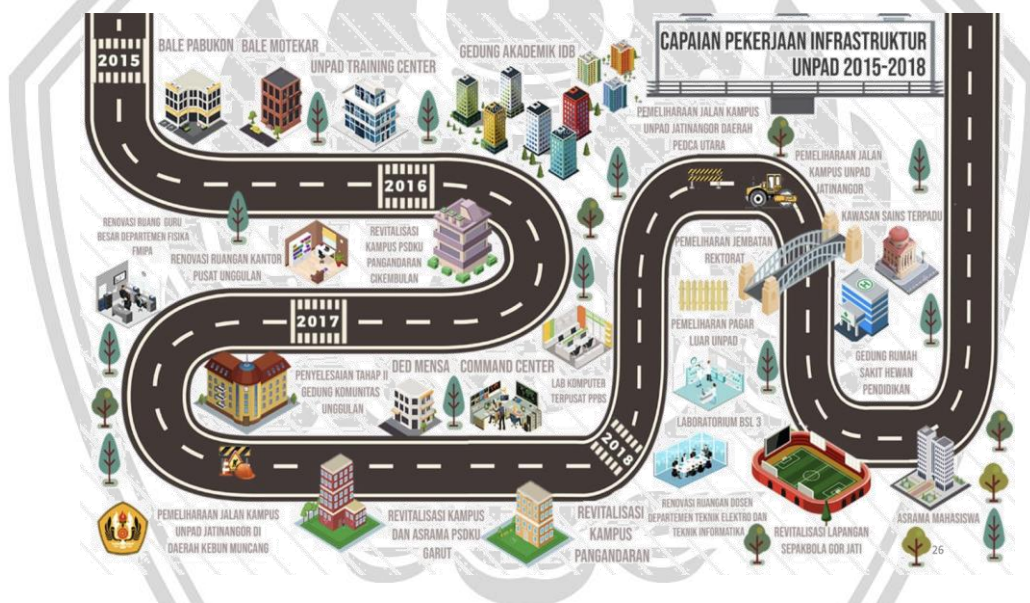 CAPAIAN PEKERJAAN INFRASTRUKTUR
UNPAD 2015-2018
2015
BALE PABUKON
BALE MOTEKAR
UNPAD TRAINING CENTER
GEDUNG AKADEMIK IDB
2016
RENOVASI RUANG GURU
BESAR DEPARTEMEN FISIKA
FMIPA
RENOVASI RUANGAN KANTOR
PUSAT UNGGULAN
REVITALISASI
KAMPUS PSDKU
PANGANDARAN
CIKEMBULAN
2017
PENYELESAIAN TAHAP II
GEDUNG KOMUNITAS
UNGGULAN
DED MENSA
COMMAND CENTER
LAB KOMPUTER
TERPUSAT PPBS
PEMELIHARAAN JALAN KAMPUS
UNPAD JATINANGOR DI
DAERAH KEBUN MUNCANG
REVITALISASI KAMPUS
DAN ASRAMA PSDKU
GARUT
REVITALISASI
KAMPUS
PANGANDARAN
2018
PEMELIHARAAN JALAN KAMPUS
UNPAD JATINANGOR DAERAH
PEDCA UTARA
PEMELIHARAAN JALAN
KAMPUS UNPAD
JATINANGOR
PEMELIHARAN JEMBATAN
REKTORAT
KAWASAN SAINS TERPADU
PEMELIHARAN PAGAR
LUAR UNPAD
GEDUNG RUMAH
SAKIT HEWAN
PENDIDIKAN
LABORATORIUM BSL 3
RENOVASI RUANGAN DOSEN
DEPARTEMEN TEKNIK ELEKTRO DAN
TEKNIK INFORMATIKA
REVITALISASI LAPANGAN
SEPAKBOLA GOR JATI
ASRAMA MAHASISWA
26